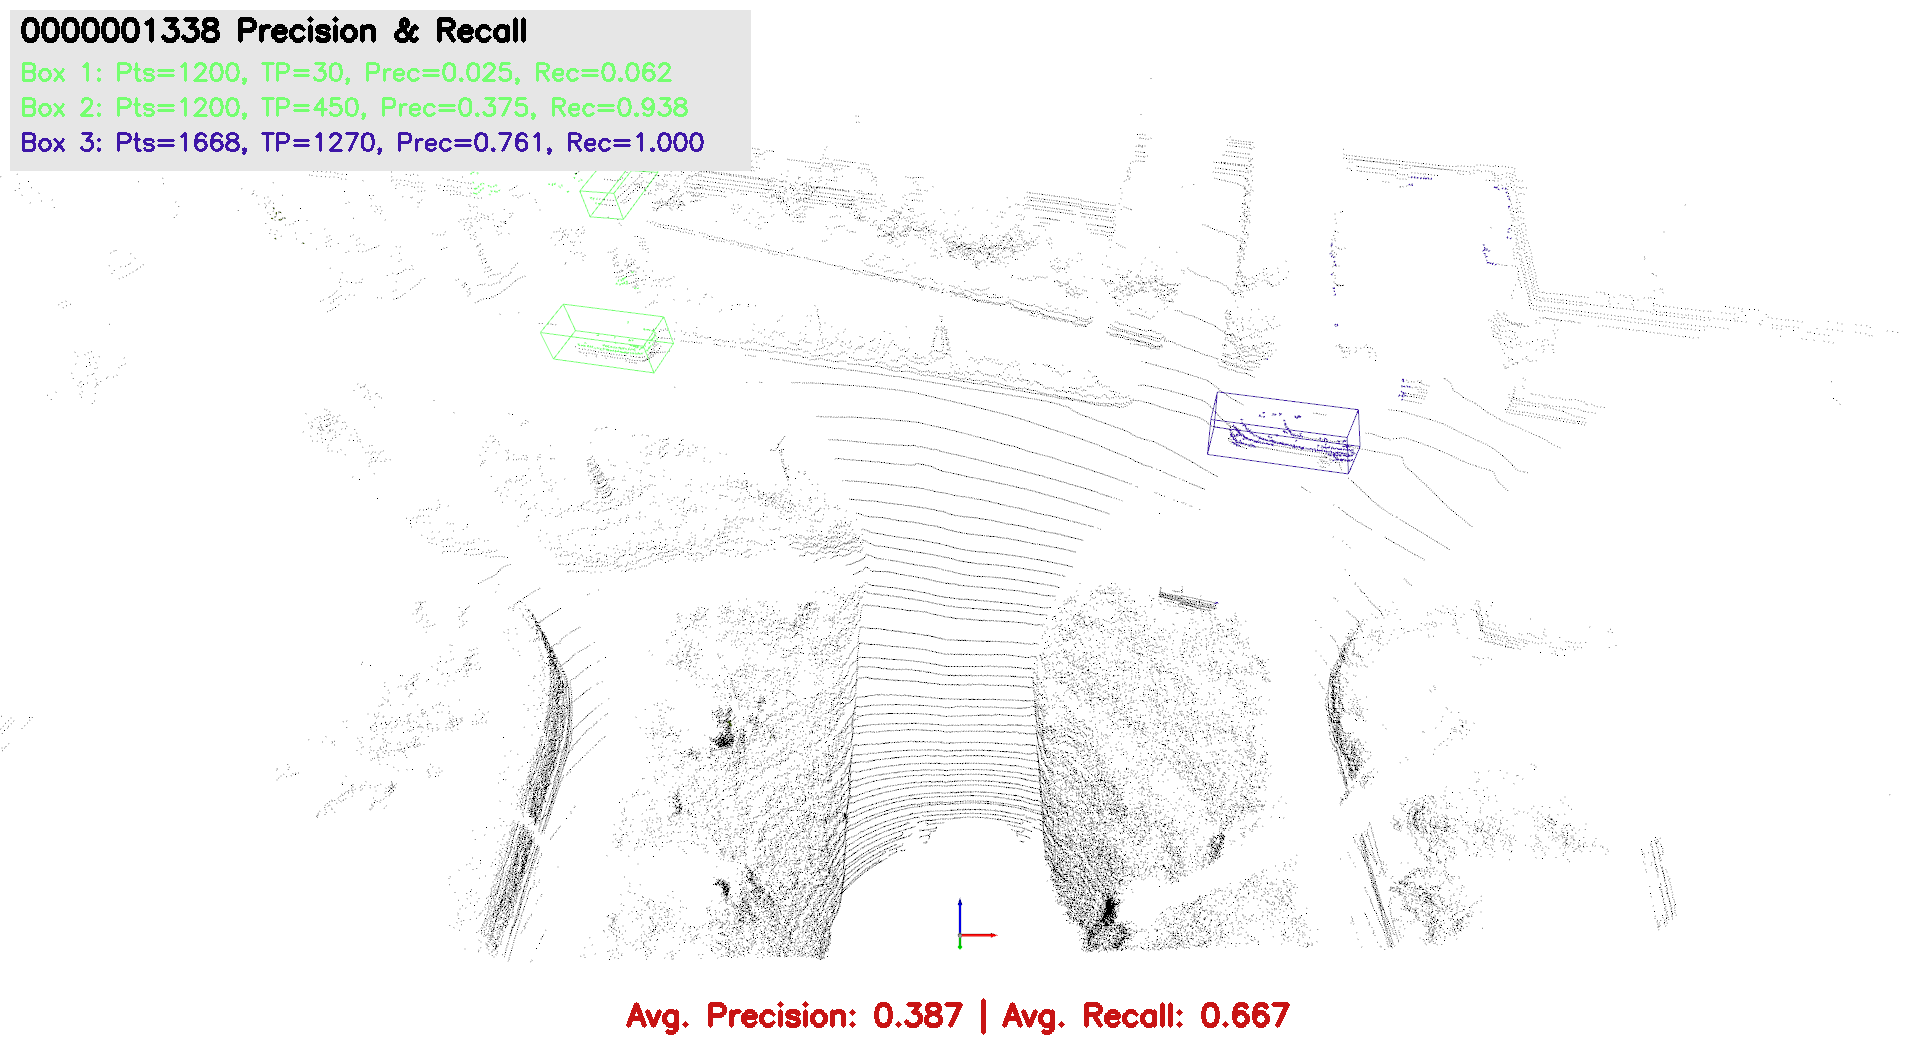 0000001338 Precision & Recall
Box 1: Pts=1200, TP=30, Prec=0.025, Rec=0.062
Box 2: Pts=1200, TP=450, Prec=0.375, Rec=0.938
Box 3: Pts=1668, TP=1270, Prec=0.761, Rec=1.000
Avg. Precision: 0.387 | Avg. Recall: 0.667